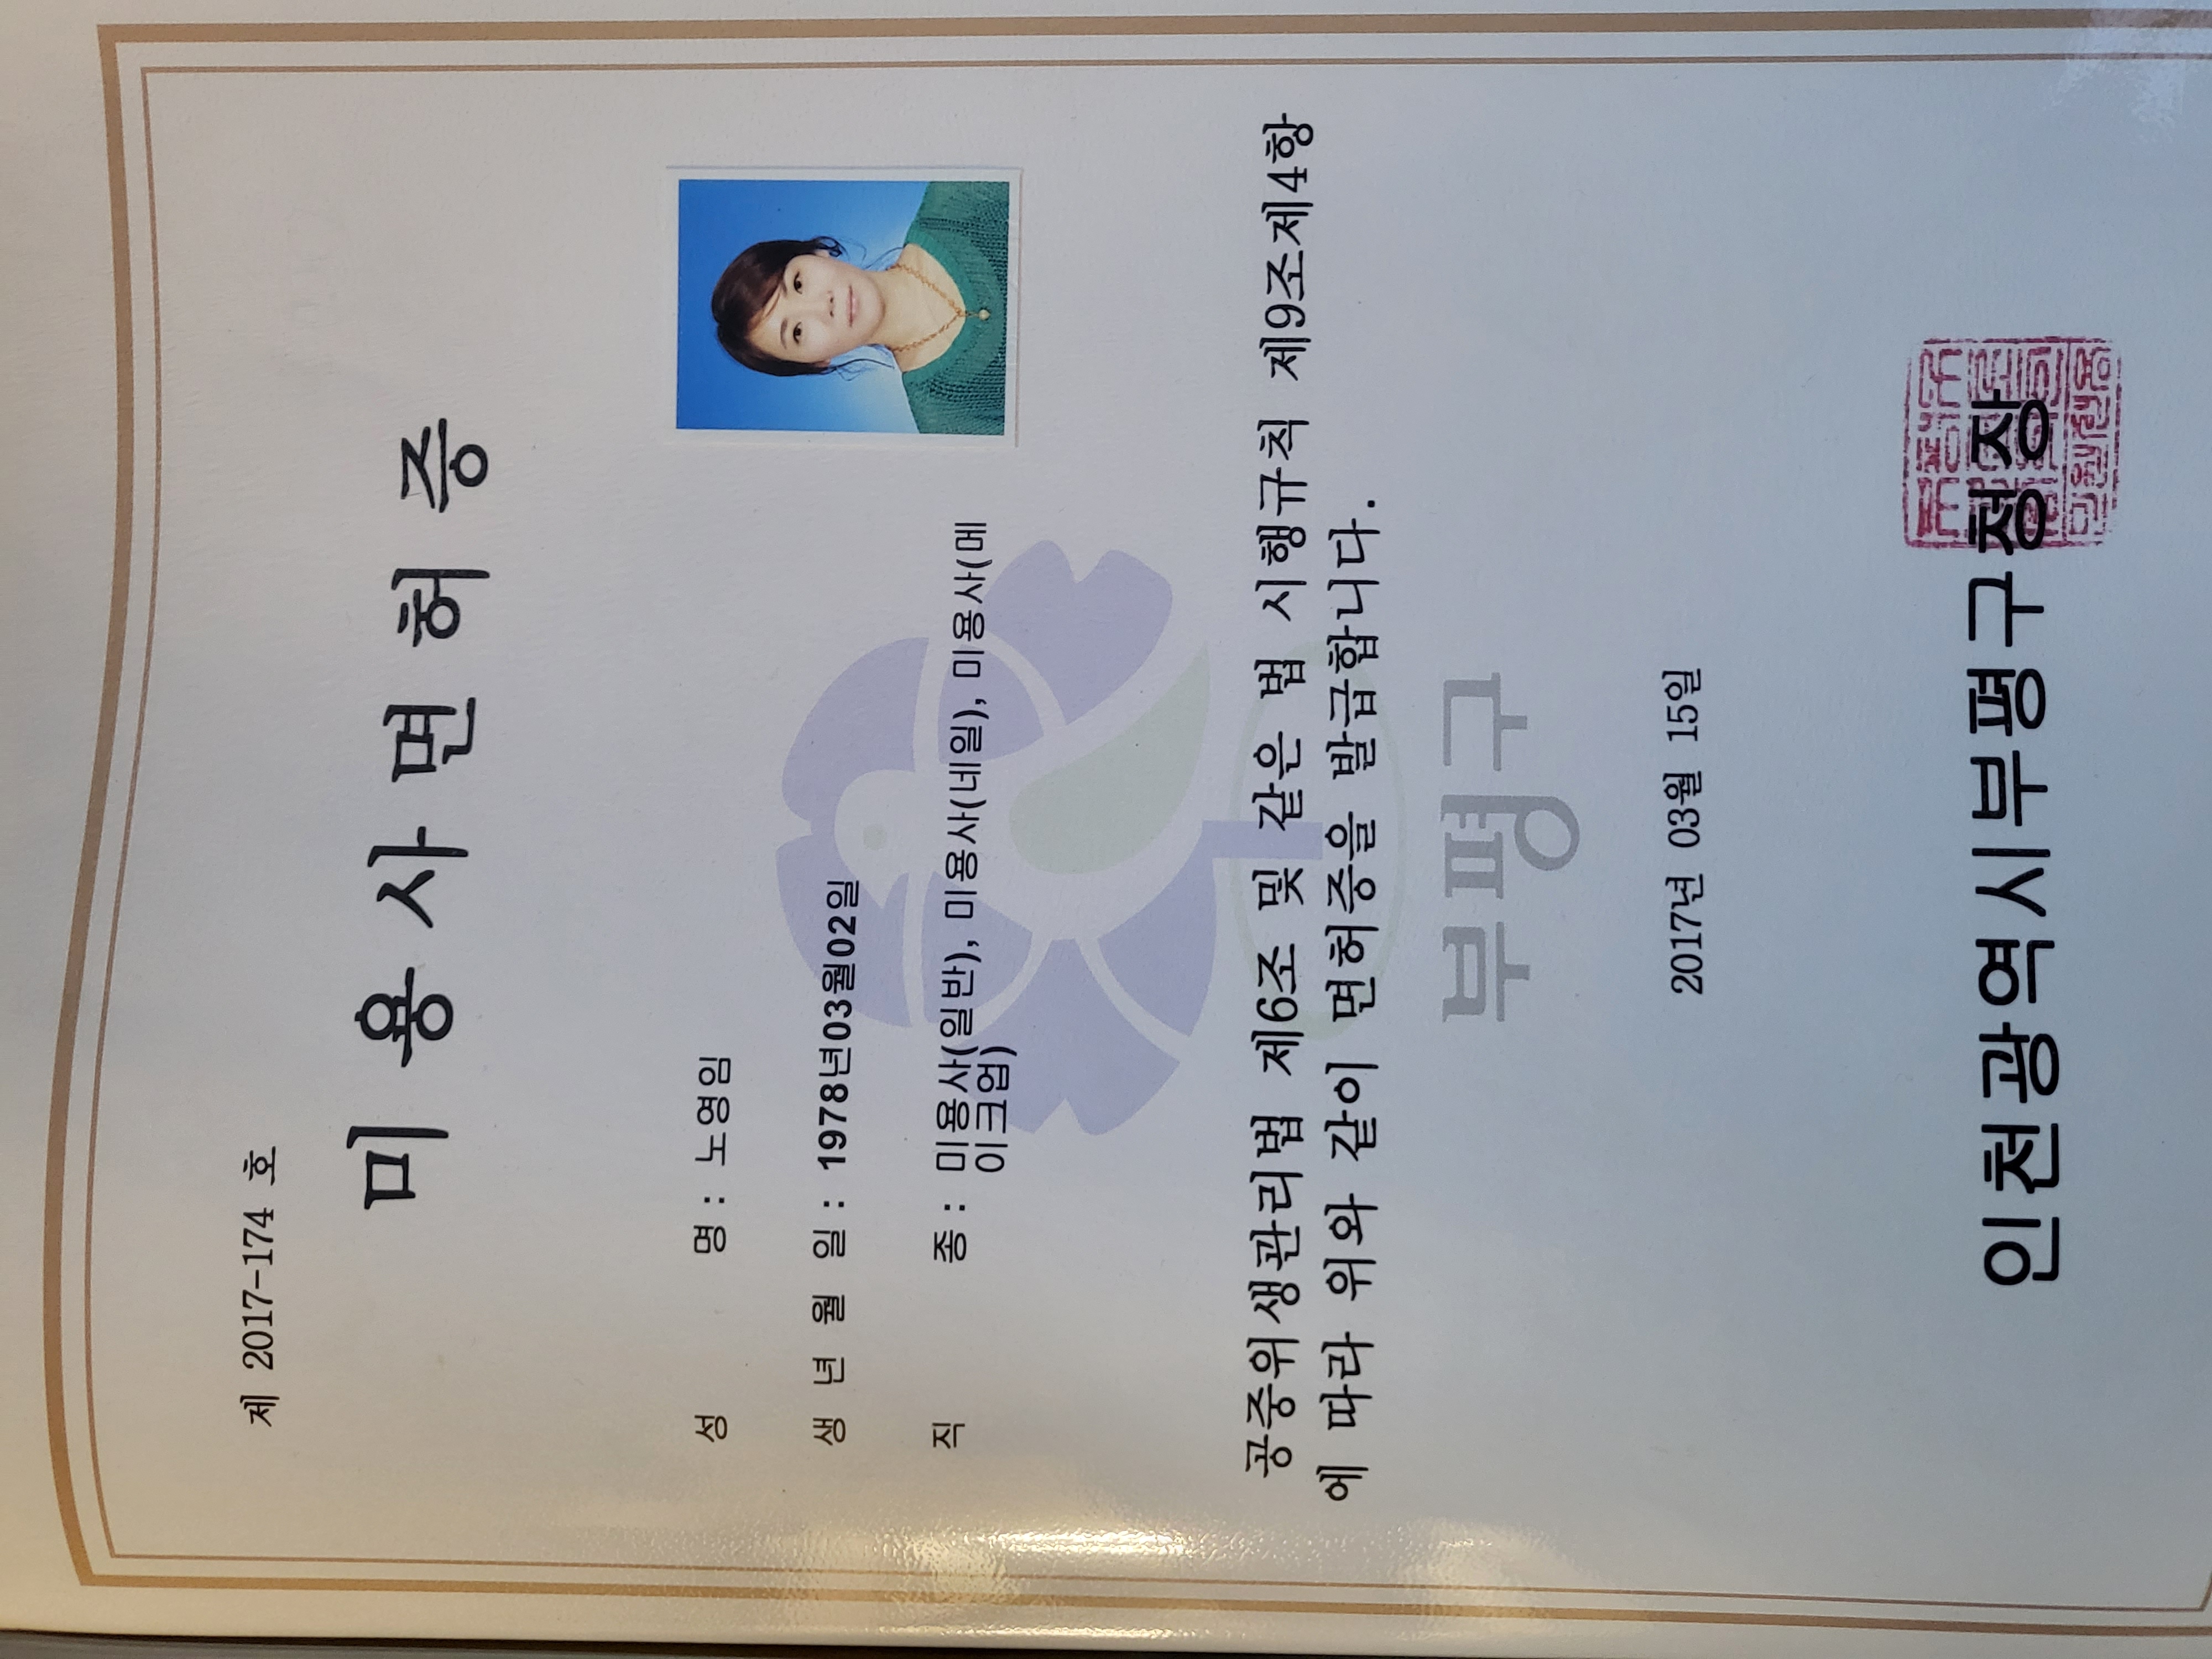 제 2017-174 호
미 용 사 면 허 증
성 명 : 노영임
생 년 월 일 : 1978년03월02일
직 종 : 미용사(일반), 미용사(네일), 미용사(메
이크업)
공중위생관리법 제6조 및 같은 법 시행규칙 제9조제4항
에 따라 위와 같이 면허증을 발급합니다.
부평구
2017년 03월 15일
인천광역시부평구청장